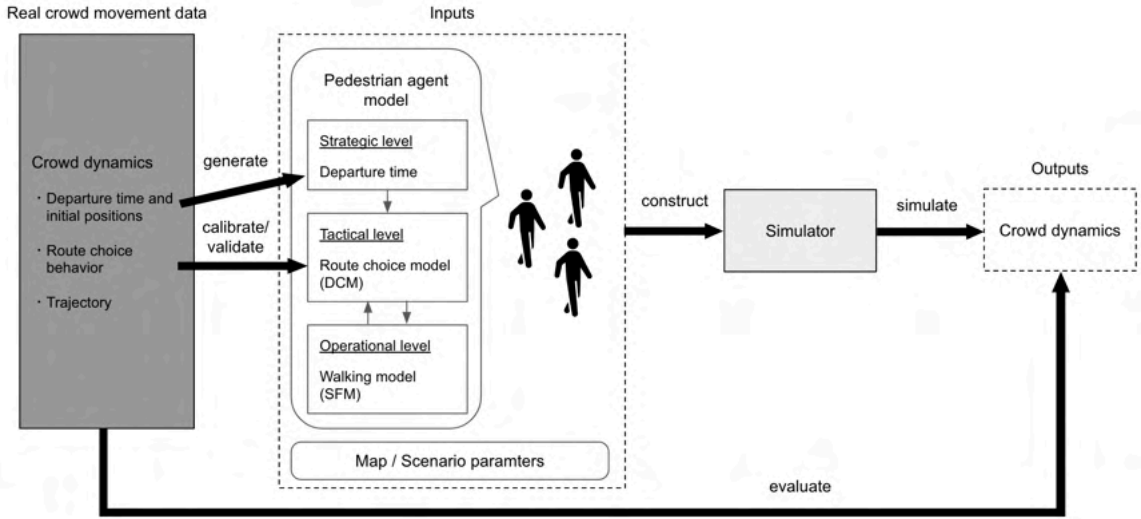 Real crowd movement data
Crowd dynamics
・Departure time and
initial positions
・Route choice
behavior
・Trajectory
generate
calibrate/
validate
Inputs
Pedestrian agent
model
Strategic level
Departure time
Tactical level
Route choice model
(DCM)
Operational level
Walking model
(SFM)
Map / Scenario paramters
construct
Simulator
simulate
Outputs
Crowd dynamics
evaluate